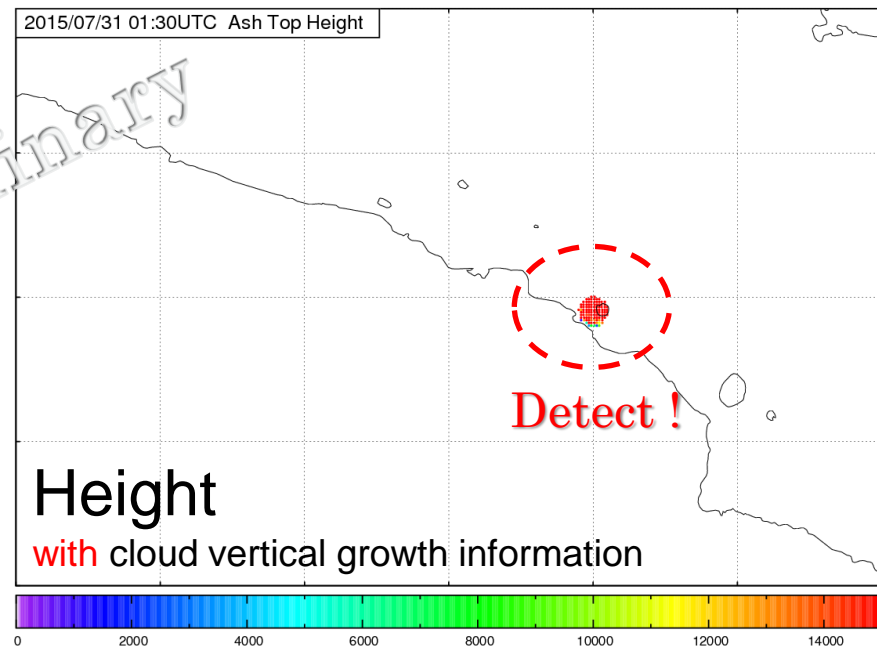 2015/07/31 01:30UTC Ash Top Height
Detect !
Height
with cloud vertical growth information
0 2000 4000 6000 8000 10000 12000 14000